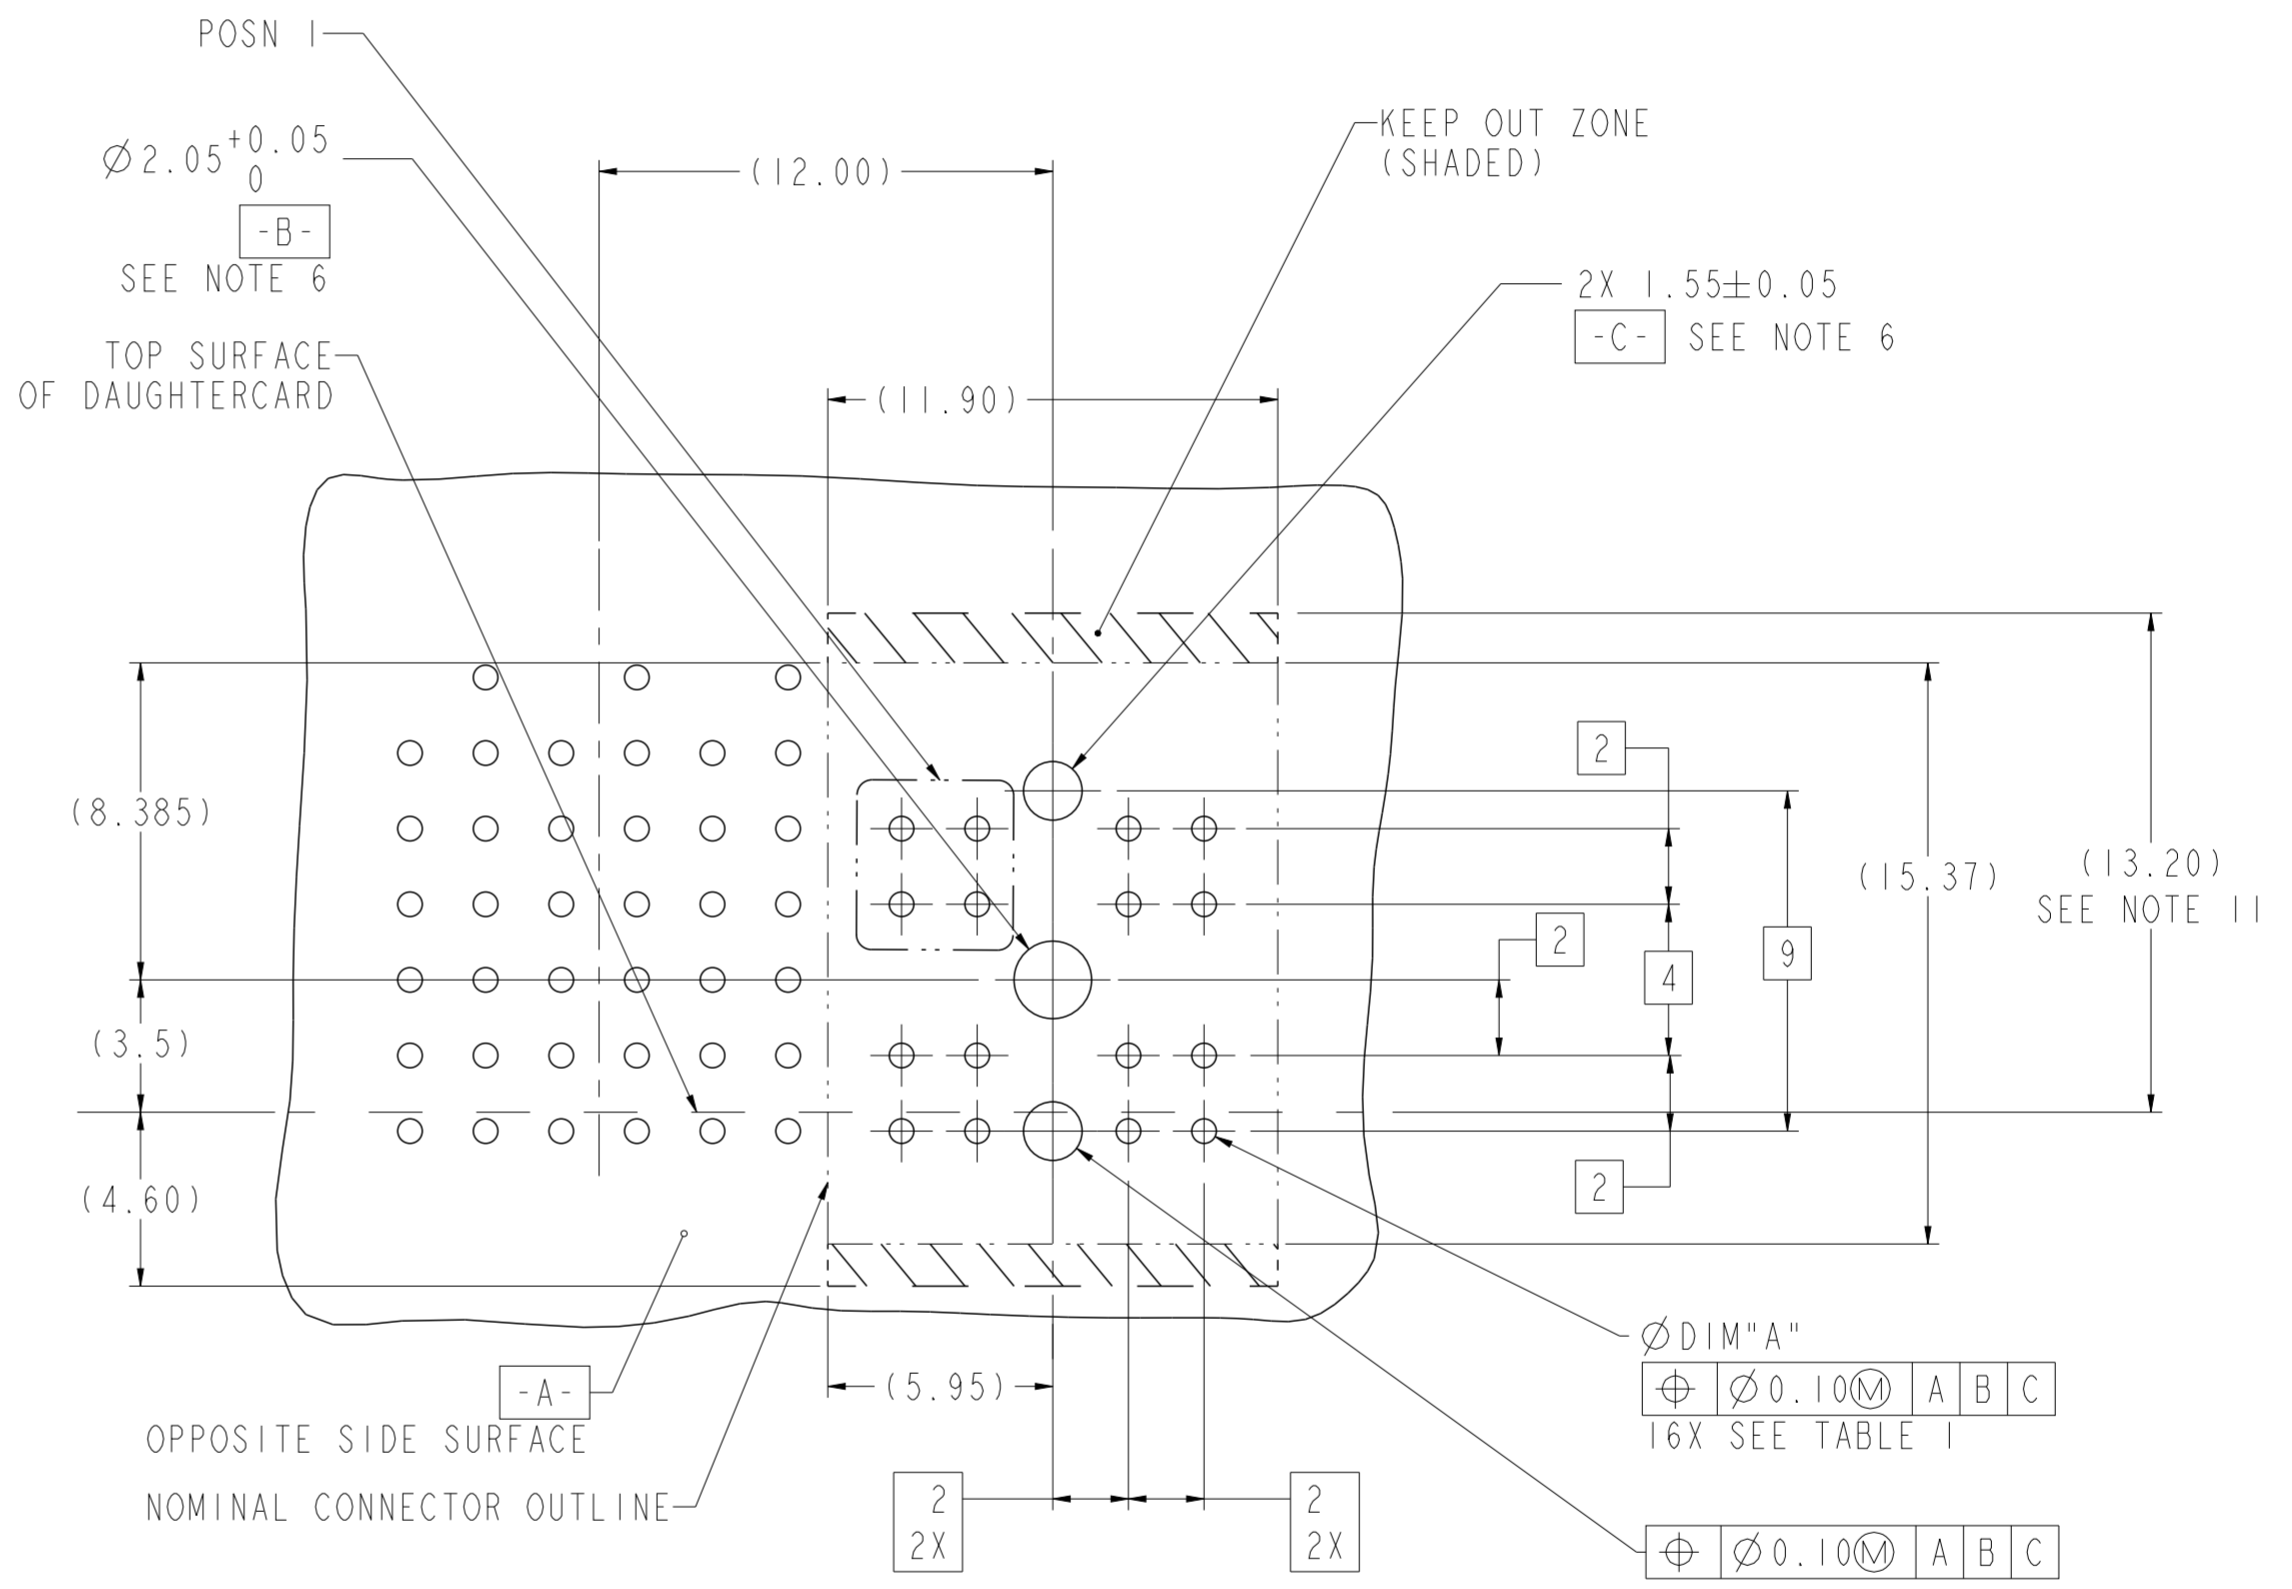 POSN 1
Ø2.05 +0.05
0
-B-
SEE NOTE 6
TOP SURFACE
OF DAUGHTERCARD
(12.00)
KEEP OUT ZONE
(SHADED)
2X 1.55±0.05
-C- SEE NOTE 6
(11.90)
(8.385)
(3.5)
(4.60)
2
2
4
9
2
(15.37)
(13.20)
SEE NOTE 11
-A-
OPPOSITE SIDE SURFACE
NOMINAL CONNECTOR OUTLINE
(5.95)
2
2X
2
2X
ØDIM"A"
⌖ Ø0.10Ⓜ A B C
16X SEE TABLE 1
⌖ Ø0.10Ⓜ A B C